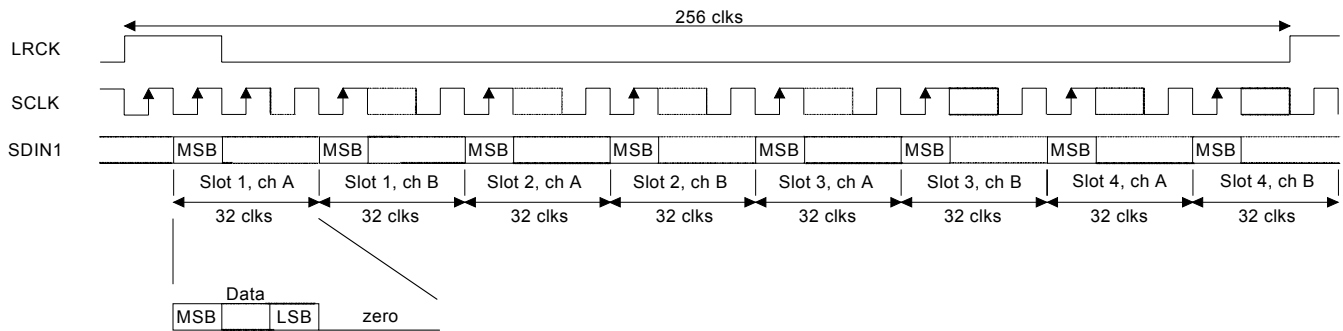 256 clks
LRCK
SCLK
SDIN1
MSB MSB MSB MSB MSB MSB MSB MSB
Slot 1, ch A Slot 1, ch B Slot 2, ch A Slot 2, ch B Slot 3, ch A Slot 3, ch B Slot 4, ch A Slot 4, ch B
32 clks 32 clks 32 clks 32 clks 32 clks 32 clks 32 clks 32 clks
Data
MSB LSB zero